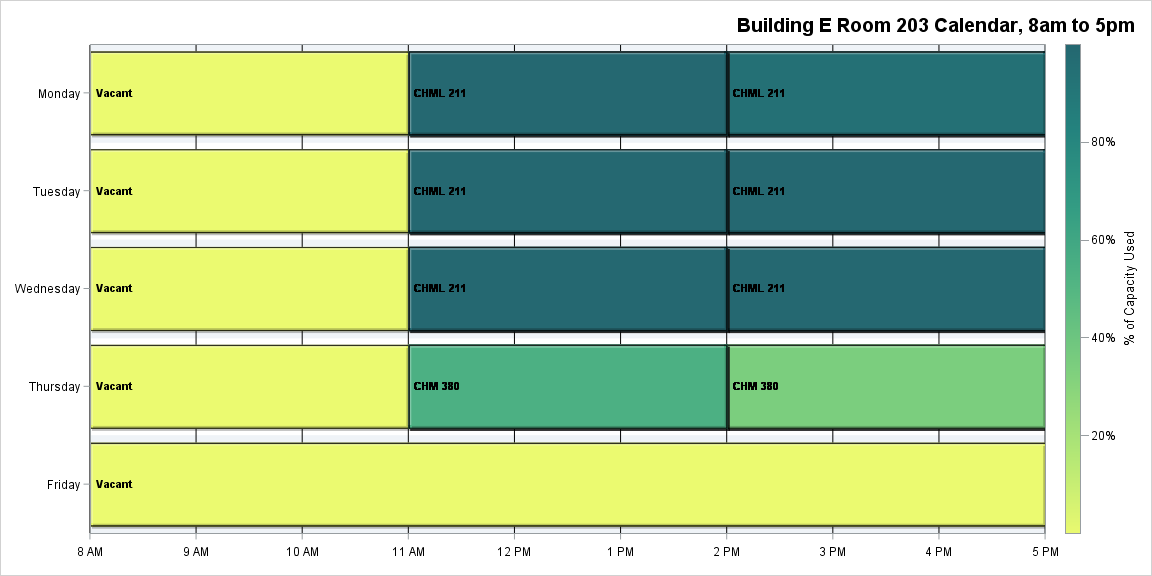 Building E Room 203 Calendar, 8am to 5pm
Monday
Vacant
CHML 211
CHML 211
Tuesday
Vacant
CHML 211
CHML 211
Wednesday
Vacant
CHML 211
CHML 211
Thursday
Vacant
CHM 380
CHM 380
Friday
Vacant
8 AM 9 AM 10 AM 11 AM 12 PM 1 PM 2 PM 3 PM 4 PM 5 PM
80%
60%
40%
20%
% of Capacity Used